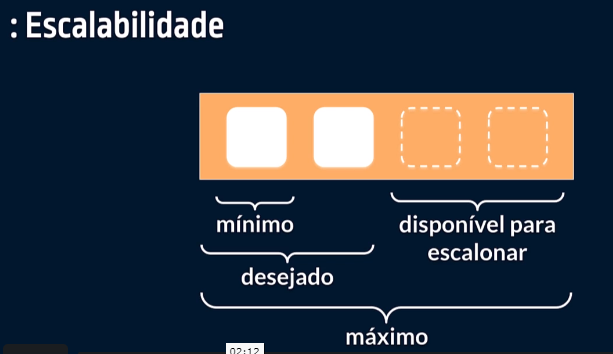 : Escalabilidade
mínimo
disponível para
escalonar
desejado
máximo
02:12